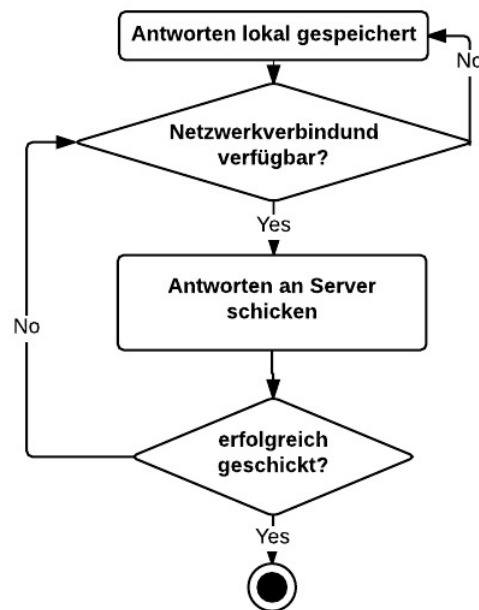 Antworten lokal gespeichert
No
Netzwerkverbindund
verfügbar?
Yes
Antworten an Server
schicken
No
erfolgreich
geschickt?
Yes